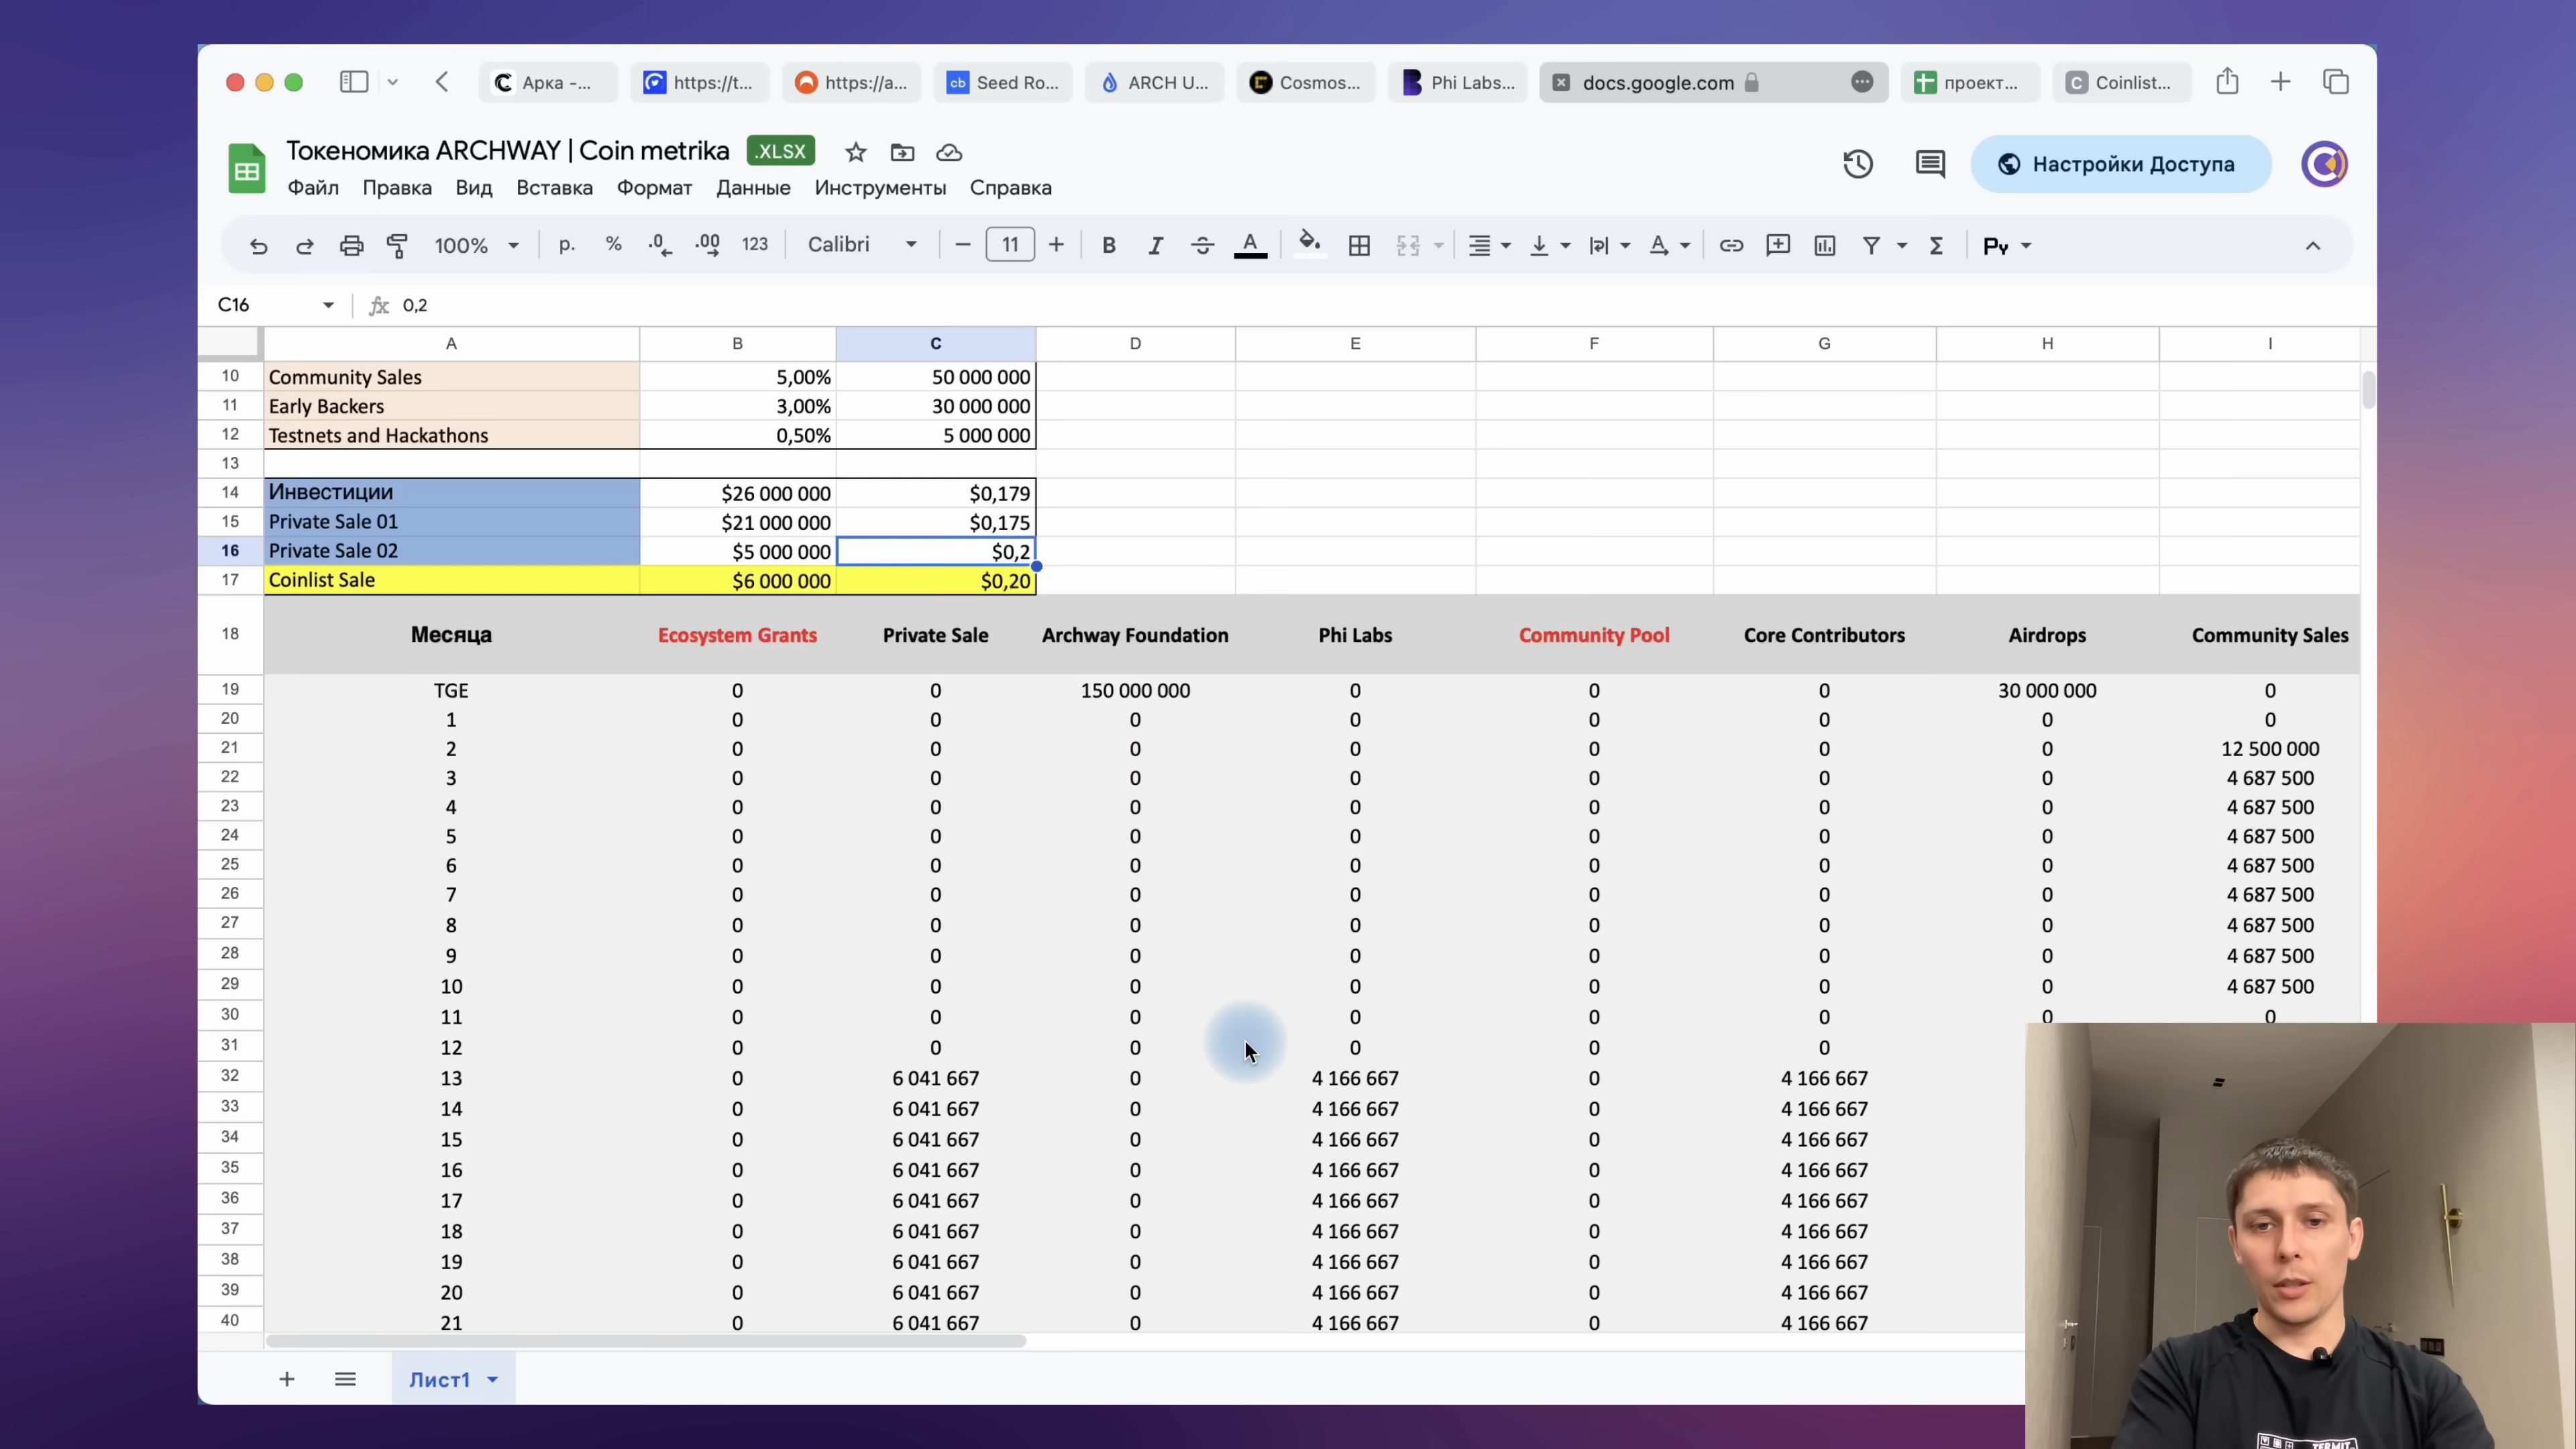 Арка -...
https://t...
https://a...
cb Seed Ro...
ARCH U...
Cosmos...
Phi Labs...
docs.google.com
проект...
C Coinlist...
Токеномика ARCHWAY | Coin metrika .XLSX
Настройки Доступа
Файл Правка Вид Вставка Формат Данные Инструменты Справка
100% р. % .0 .00 123 Calibri 11 B I S A Σ Py
C16 fx 0,2
A B C D E F G H I
10 Community Sales 5,00% 50 000 000
11 Early Backers 3,00% 30 000 000
12 Testnets and Hackathons 0,50% 5 000 000
13
14 Инвестиции $26 000 000 $0,179
15 Private Sale 01 $21 000 000 $0,175
16 Private Sale 02 $5 000 000 $0,2
17 Coinlist Sale $6 000 000 $0,20
18 Месяца Ecosystem Grants Private Sale Archway Foundation Phi Labs Community Pool Core Contributors Airdrops Community Sales
19 TGE 0 0 150 000 000 0 0 0 30 000 000 0
20 1 0 0 0 0 0 0 0 0
21 2 0 0 0 0 0 0 0 12 500 000
22 3 0 0 0 0 0 0 0 4 687 500
23 4 0 0 0 0 0 0 0 4 687 500
24 5 0 0 0 0 0 0 0 4 687 500
25 6 0 0 0 0 0 0 0 4 687 500
26 7 0 0 0 0 0 0 0 4 687 500
27 8 0 0 0 0 0 0 0 4 687 500
28 9 0 0 0 0 0 0 0 4 687 500
29 10 0 0 0 0 0 0 0 4 687 500
30 11 0 0 0 0 0 0 0 0
31 12 0 0 0 0 0 0
32 13 0 6 041 667 0 4 166 667 0 4 166 667
33 14 0 6 041 667 0 4 166 667 0 4 166 667
34 15 0 6 041 667 0 4 166 667 0 4 166 667
35 16 0 6 041 667 0 4 166 667 0 4 166 667
36 17 0 6 041 667 0 4 166 667 0 4 166 667
37 18 0 6 041 667 0 4 166 667 0 4 166 667
38 19 0 6 041 667 0 4 166 667 0 4 166 667
39 20 0 6 041 667 0 4 166 667 0 4 166 667
40 21 0 6 041 667 0 4 166 667 0 4 166 667
Лист1
TERMIT